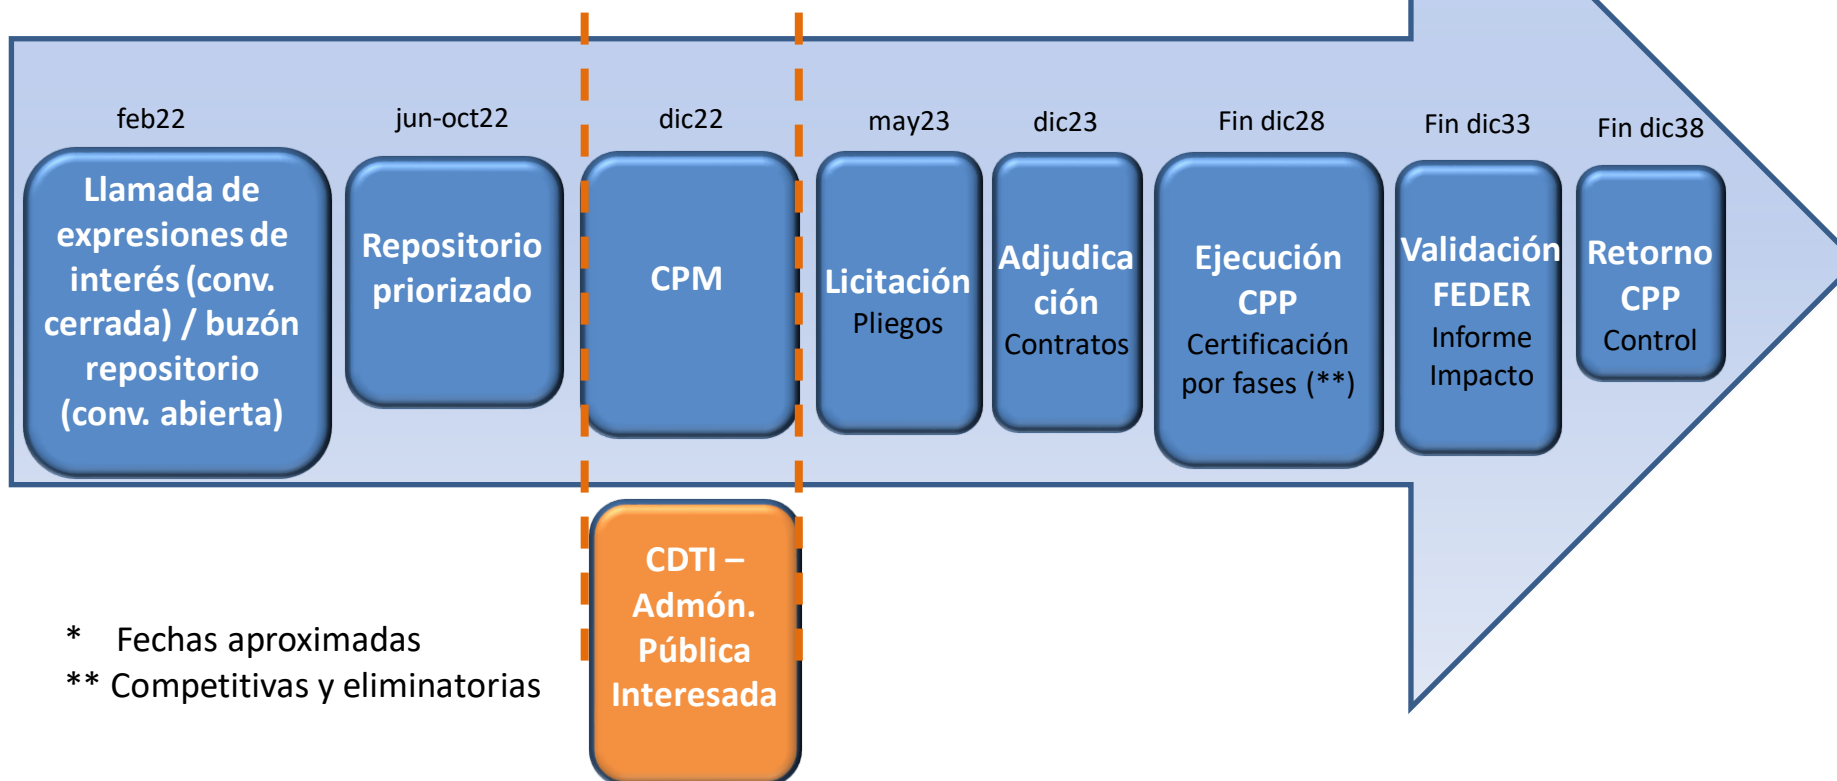 feb22
Llamada de
expresiones de
interés (conv.
cerrada) / buzón
repositorio
(conv. abierta)
jun-oct22
Repositorio
priorizado
dic22
CPM
may23
Licitación
Pliegos
dic23
Adjudica
ción
Contratos
Fin dic28
Ejecución
CPP
Certificación
por fases (**)
Fin dic33
Validación
FEDER
Informe
Impacto
Fin dic38
Retorno
CPP
Control
CDTI –
Admón.
Pública
Interesada
* Fechas aproximadas
** Competitivas y eliminatorias